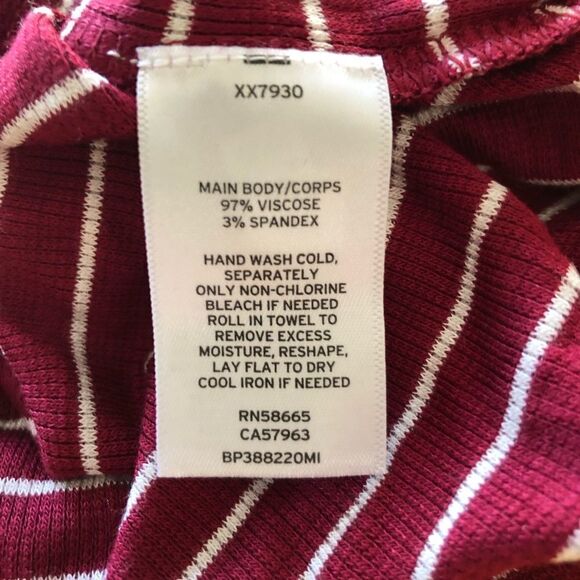 XX7930
MAIN BODY/CORPS
97% VISCOSE
3% SPANDEX
HAND WASH COLD,
SEPARATELY
ONLY NON-CHLORINE
BLEACH IF NEEDED
ROLL IN TOWEL TO
REMOVE EXCESS
MOISTURE, RESHAPE,
LAY FLAT TO DRY
COOL IRON IF NEEDED
RN58665
CA57963
BP388220MI